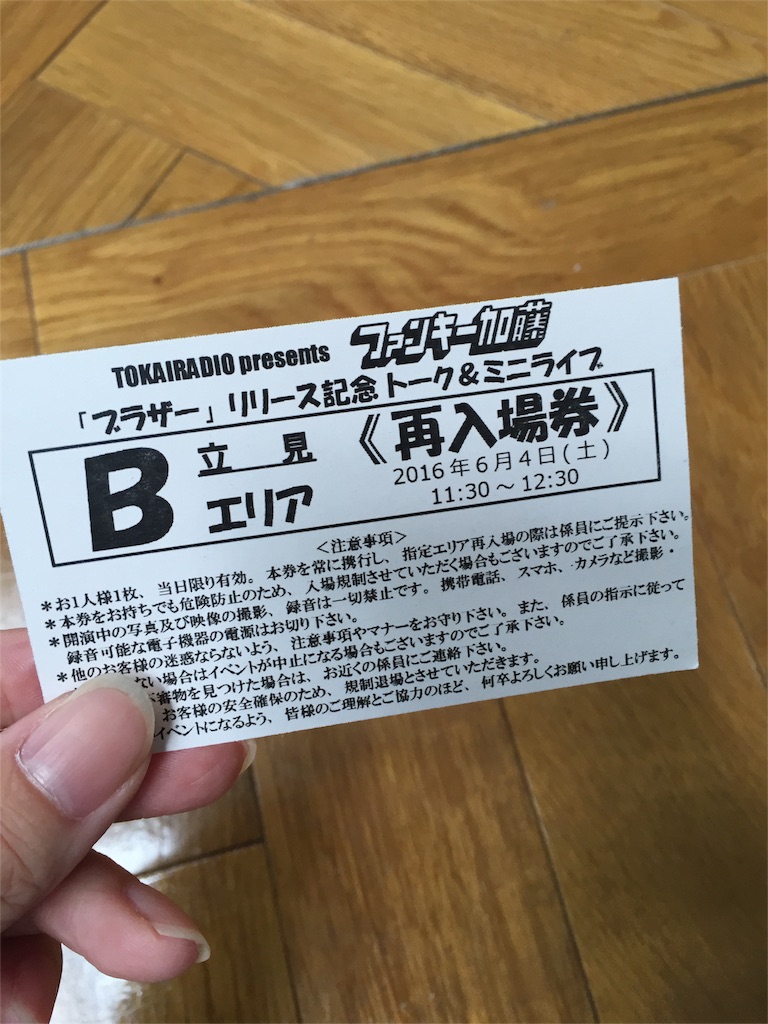 TOKAIRADIO presents ファンキー加藤
「ブラザー」リリース記念 トーク&ミニライブ
B 立見エリア 《再入場券》
2016年6月4日(土)
11:30~12:30
<注意事項>
*お1人様1枚、当日限り有効。本券を常に携行し、指定エリア再入場の際は係員にご提示下さい。
*本券をお持ちでも危険防止のため、入場規制させていただく場合もございますのでご了承下さい。
*開演中の写真及び映像の撮影、録音は一切禁止です。携帯電話、スマホ、カメラなど撮影・
録音可能な電子機器の電源はお切り下さい。
*他のお客様の迷惑ならないよう、注意事項やマナーをお守り下さい。また、係員の指示に従って
ない場合はイベントが中止になる場合もございますのでご了承下さい。
審物を見つけた場合は、お近くの係員にご連絡下さい。
お客様の安全確保のため、規制退場とさせていただきます。
イベントになるよう、皆様のご理解とご協力のほど、何卒よろしくお願い申し上げます。